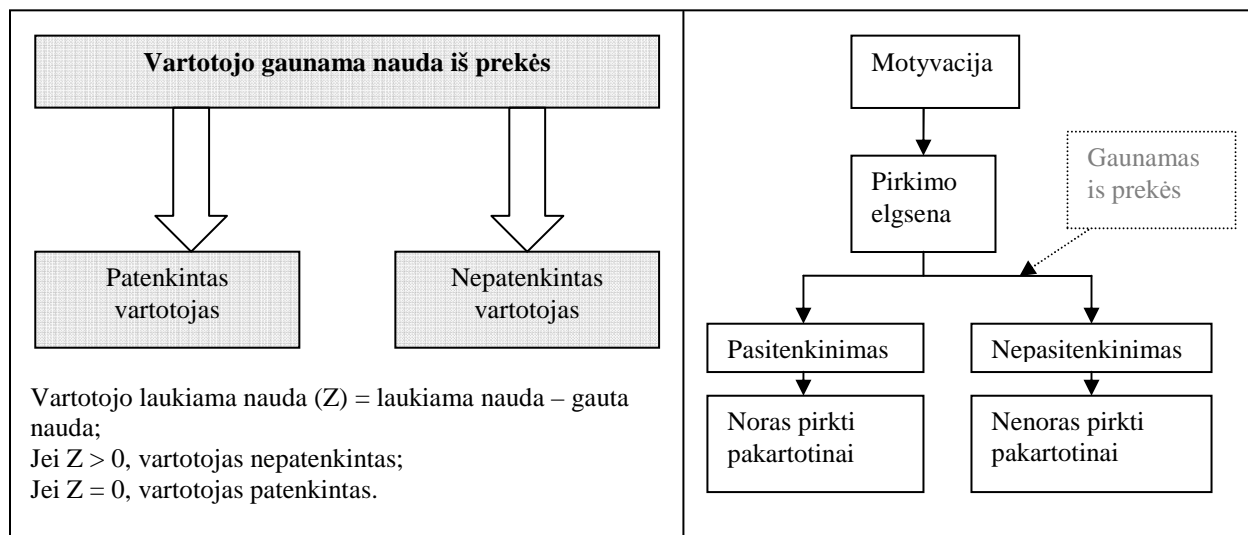 Vartotojo gaunama nauda iš prekės
Patenkintas
vartotojas
Nepatenkintas
vartotojas
Vartotojo laukiama nauda (Z) = laukiama nauda – gauta
nauda;
Jei Z > 0, vartotojas nepatenkintas;
Jei Z = 0, vartotojas patenkintas.
Motyvacija
Pirkimo
elgsena
Gaunamas
is prekės
Pasitenkinimas
Nepasitenkinimas
Noras pirkti
pakartotinai
Nenoras pirkti
pakartotinai